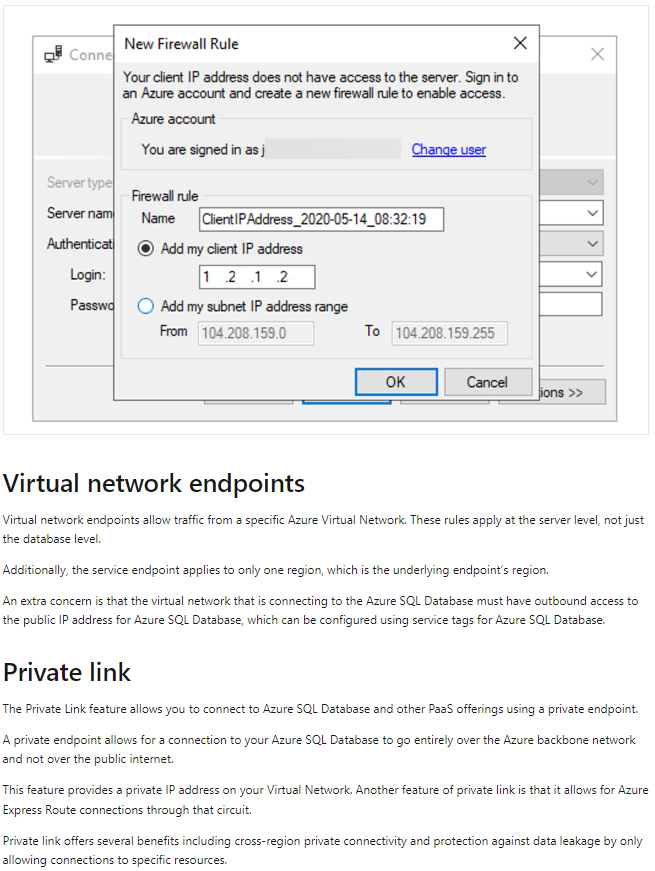 New Firewall Rule
Conne
Your client IP address does not have access to the server. Sign in to
an Azure account and create a new firewall rule to enable access.
Azure account
You are signed in as j
Change user
Server type
Firewall rule
Server nam
Name
ClientIPAddress_2020-05-14_08:32:19
Authenticati
Add my client IP address
Login:
1 .2 .1 .2
Passwo
Add my subnet IP address range
From
104.208.159.0
To
104.208.159.255
OK
Cancel
tions >>
Virtual network endpoints
Virtual network endpoints allow traffic from a specific Azure Virtual Network. These rules apply at the server level, not just
the database level.
Additionally, the service endpoint applies to only one region, which is the underlying endpoint’s region.
An extra concern is that the virtual network that is connecting to the Azure SQL Database must have outbound access to
the public IP address for Azure SQL Database, which can be configured using service tags for Azure SQL Database.
Private link
The Private Link feature allows you to connect to Azure SQL Database and other PaaS offerings using a private endpoint.
A private endpoint allows for a connection to your Azure SQL Database to go entirely over the Azure backbone network
and not over the public internet.
This feature provides a private IP address on your Virtual Network. Another feature of private link is that it allows for Azure
Express Route connections through that circuit.
Private link offers several benefits including cross-region private connectivity and protection against data leakage by only
allowing connections to specific resources.